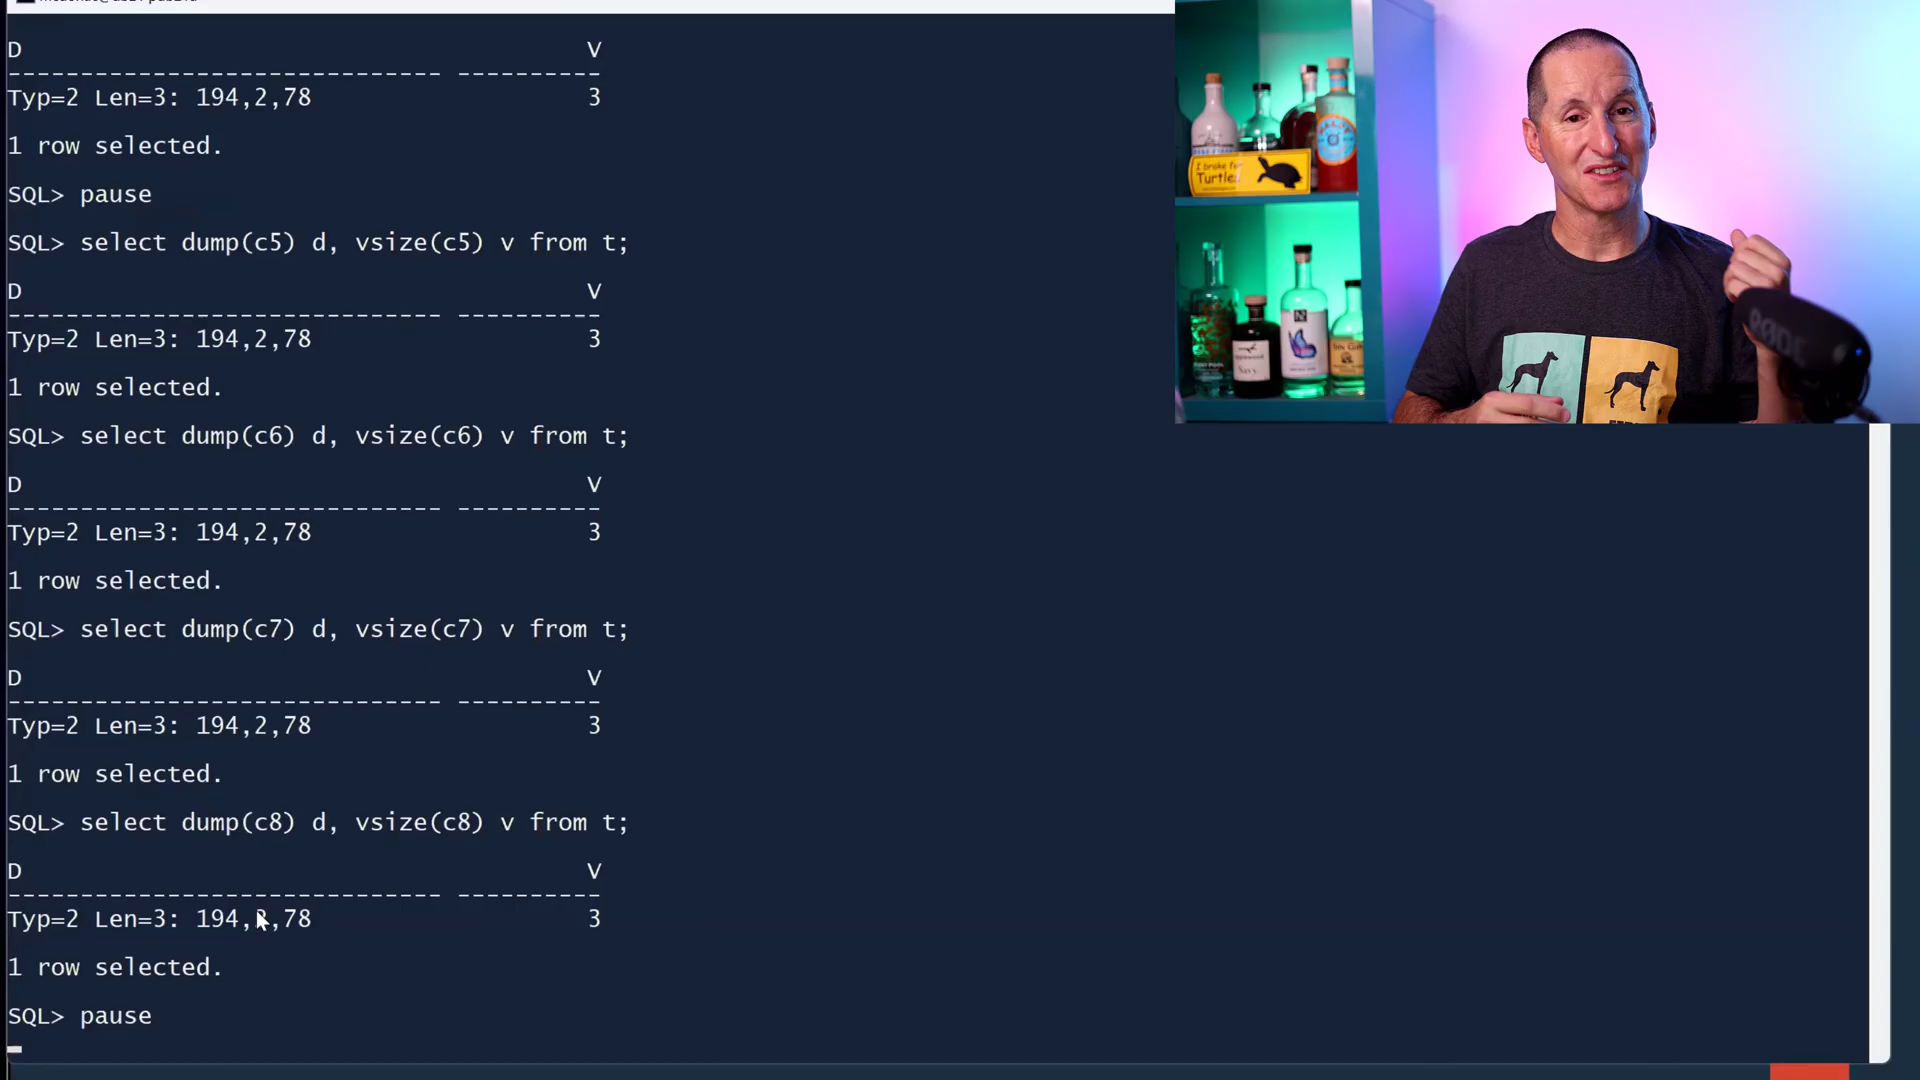 D V
------------------------------ ----------
Typ=2 Len=3: 194,2,78 3
1 row selected.
SQL> pause
SQL> select dump(c5) d, vsize(c5) v from t;
D V
------------------------------ ----------
Typ=2 Len=3: 194,2,78 3
1 row selected.
SQL> select dump(c6) d, vsize(c6) v from t;
D V
------------------------------ ----------
Typ=2 Len=3: 194,2,78 3
1 row selected.
SQL> select dump(c7) d, vsize(c7) v from t;
D V
------------------------------ ----------
Typ=2 Len=3: 194,2,78 3
1 row selected.
SQL> select dump(c8) d, vsize(c8) v from t;
D V
------------------------------ ----------
Typ=2 Len=3: 194,2,78 3
1 row selected.
SQL> pause
I brake for
Turtles
RØDE
N
Navy